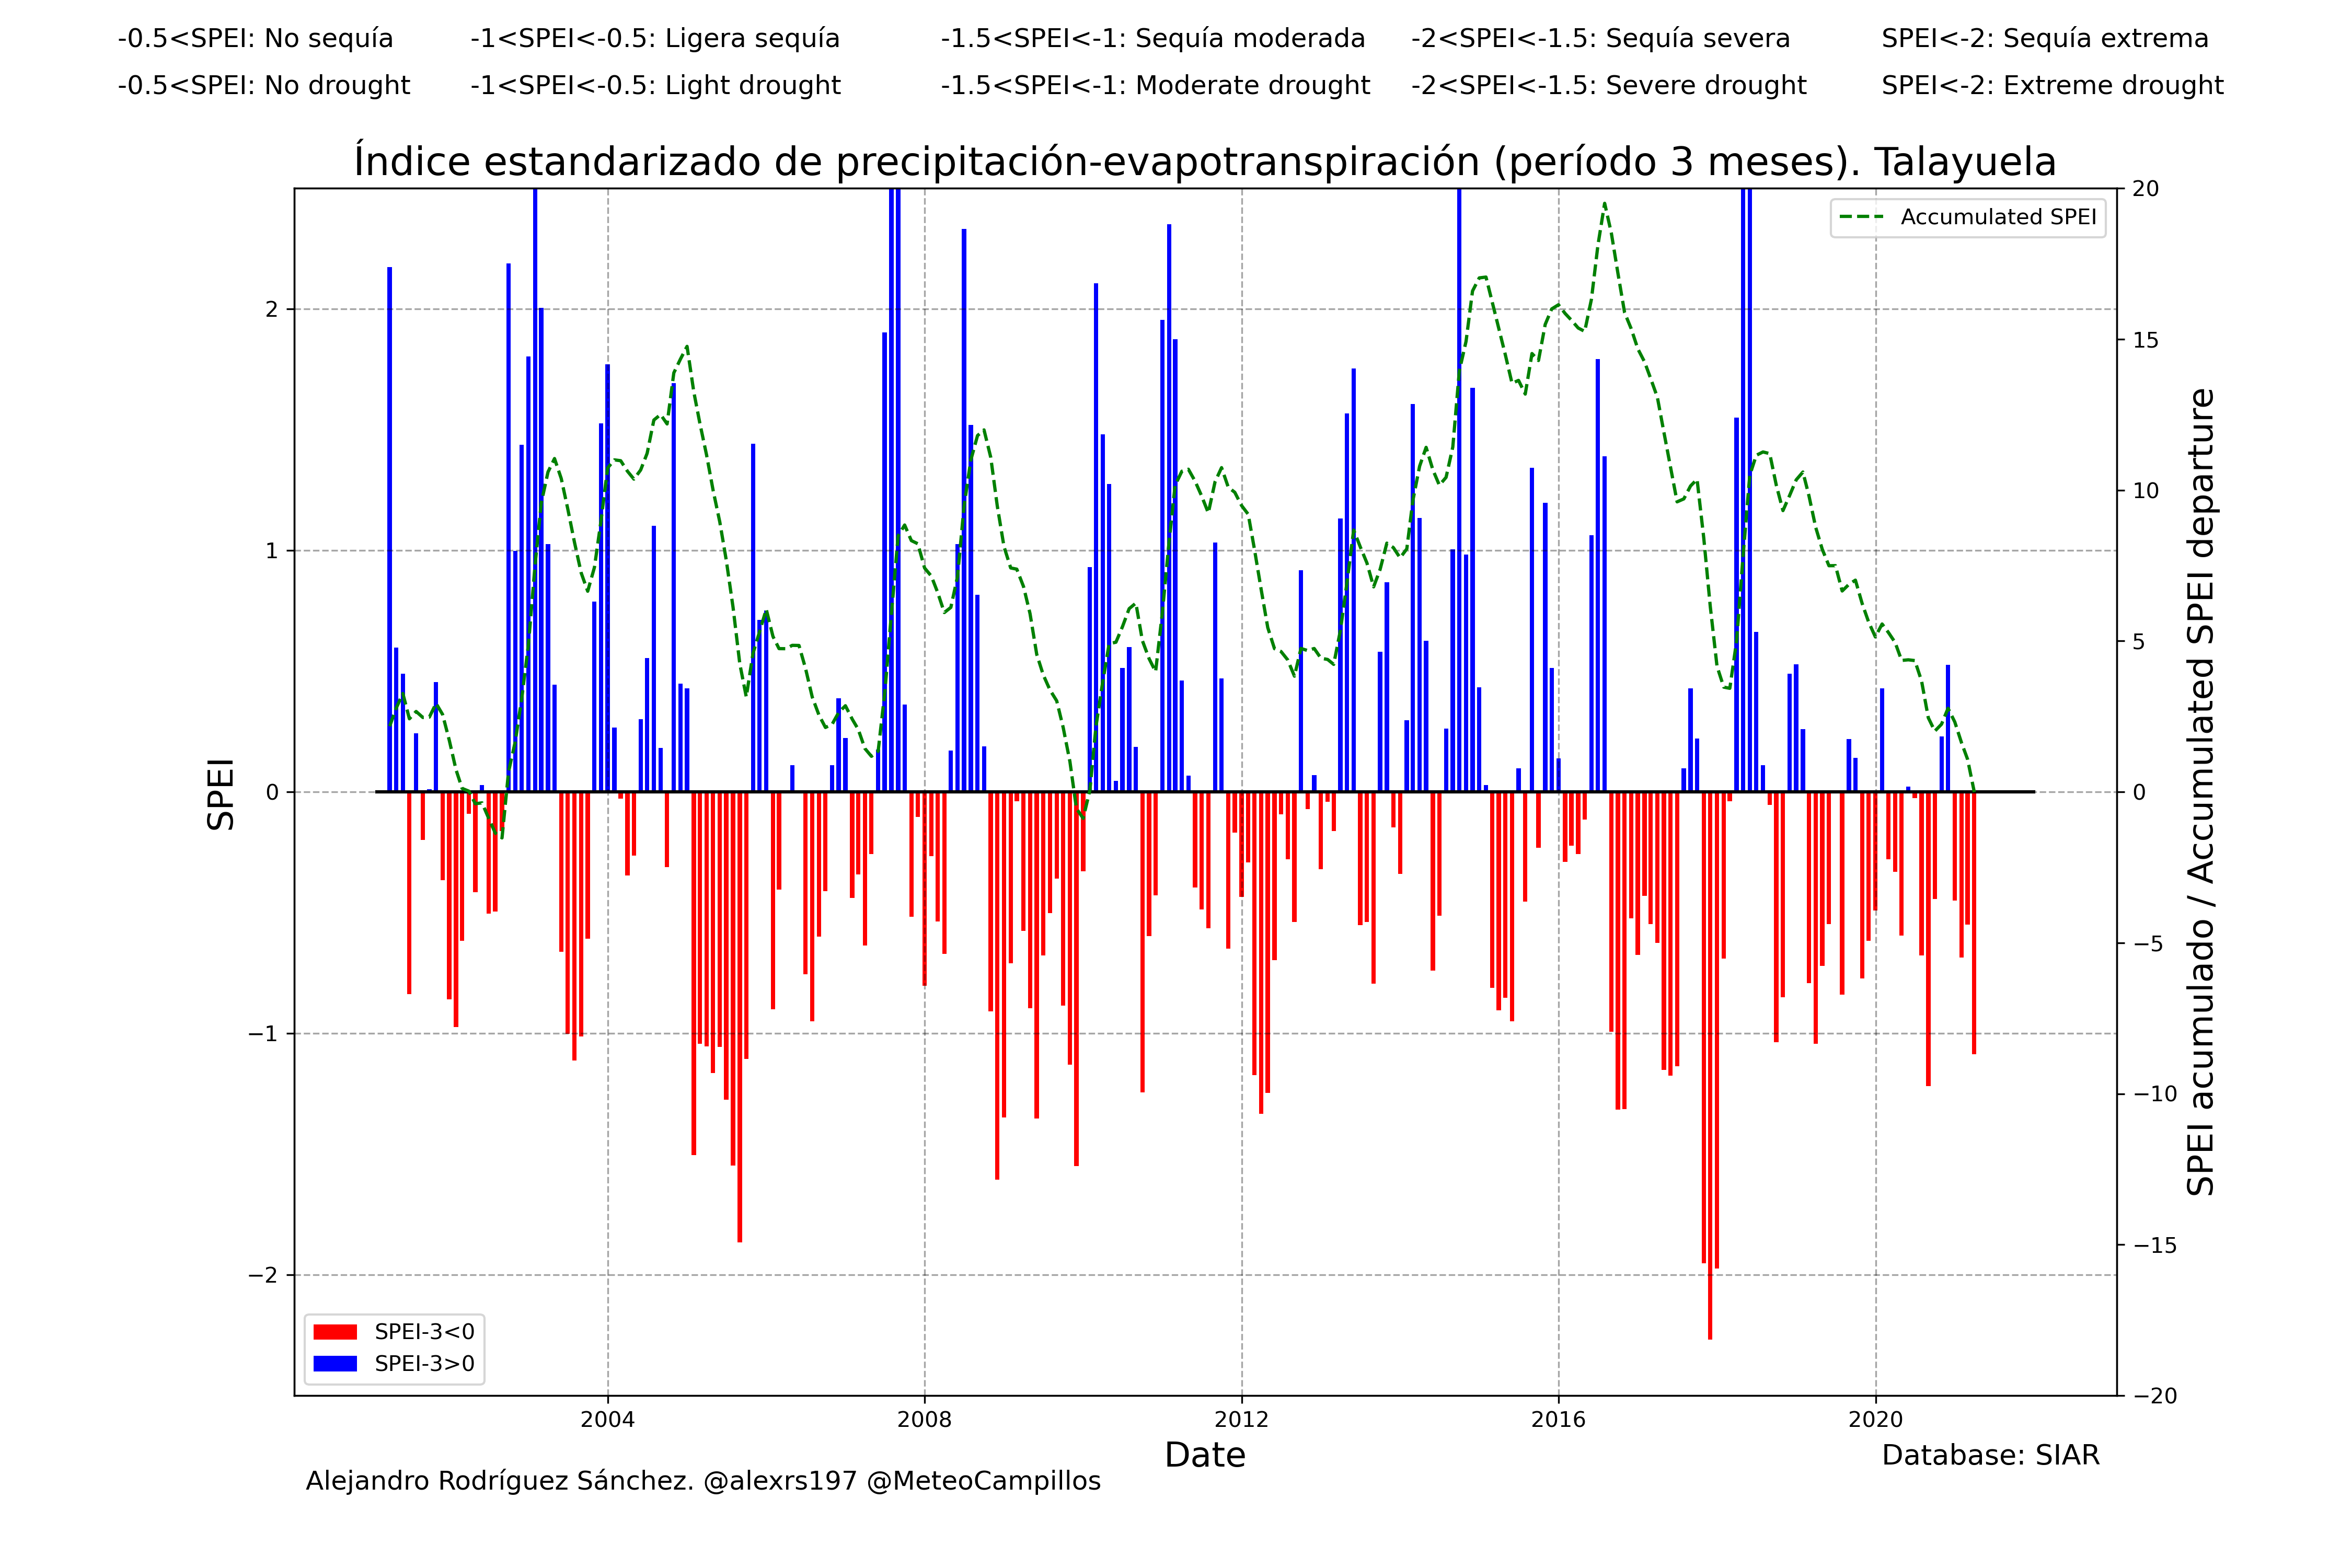 -0.5<SPEI: No sequía -1<SPEI<-0.5: Ligera sequía -1.5<SPEI<-1: Sequía moderada -2<SPEI<-1.5: Sequía severa SPEI<-2: Sequía extrema
-0.5<SPEI: No drought -1<SPEI<-0.5: Light drought -1.5<SPEI<-1: Moderate drought -2<SPEI<-1.5: Severe drought SPEI<-2: Extreme drought
Índice estandarizado de precipitación-evapotranspiración (período 3 meses). Talayuela
Accumulated SPEI
SPEI
2
1
0
−1
−2
20
15
10
5
0
−5
−10
−15
−20
SPEI acumulado / Accumulated SPEI departure
SPEI-3<0
SPEI-3>0
2004 2008 2012 2016 2020
Date
Database: SIAR
Alejandro Rodríguez Sánchez. @alexrs197 @MeteoCampillos